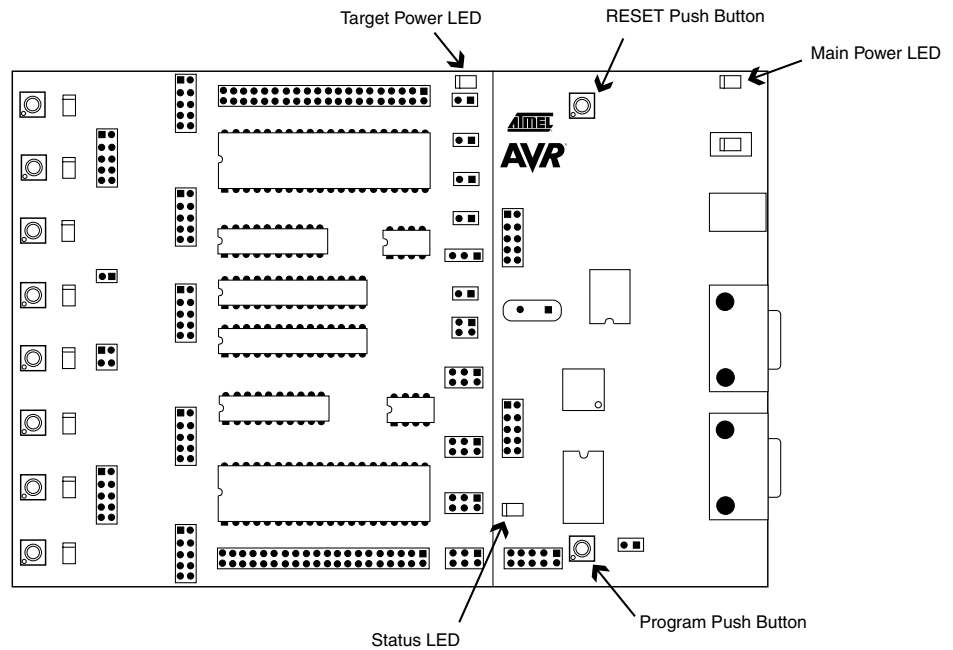 Target Power LED
RESET Push Button
Main Power LED
ATMEL
AVR
Status LED
Program Push Button